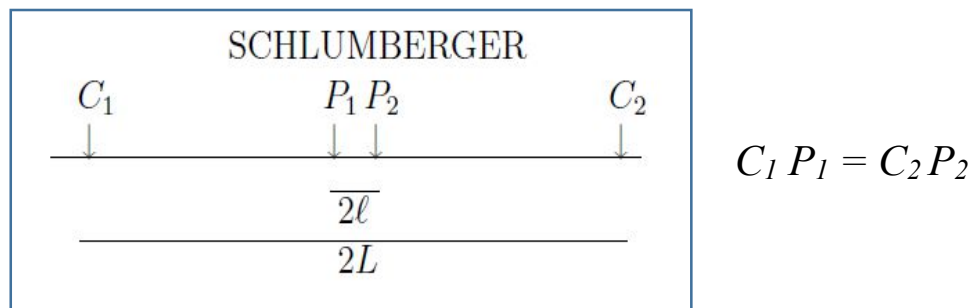 SCHLUMBERGER
C₁ P₁ P₂ C₂
C₁ P₁ = C₂ P₂
2ℓ
2L